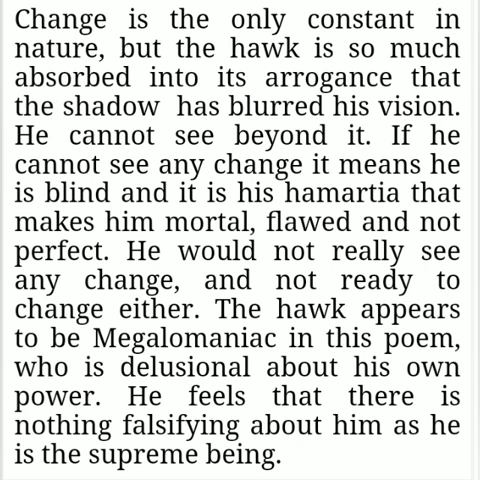 Change is the only constant in
nature, but the hawk is so much
absorbed into its arrogance that
the shadow has blurred his vision.
He cannot see beyond it. If he
cannot see any change it means he
is blind and it is his hamartia that
makes him mortal, flawed and not
perfect. He would not really see
any change, and not ready to
change either. The hawk appears
to be Megalomaniac in this poem,
who is delusional about his own
power. He feels that there is
nothing falsifying about him as he
is the supreme being.